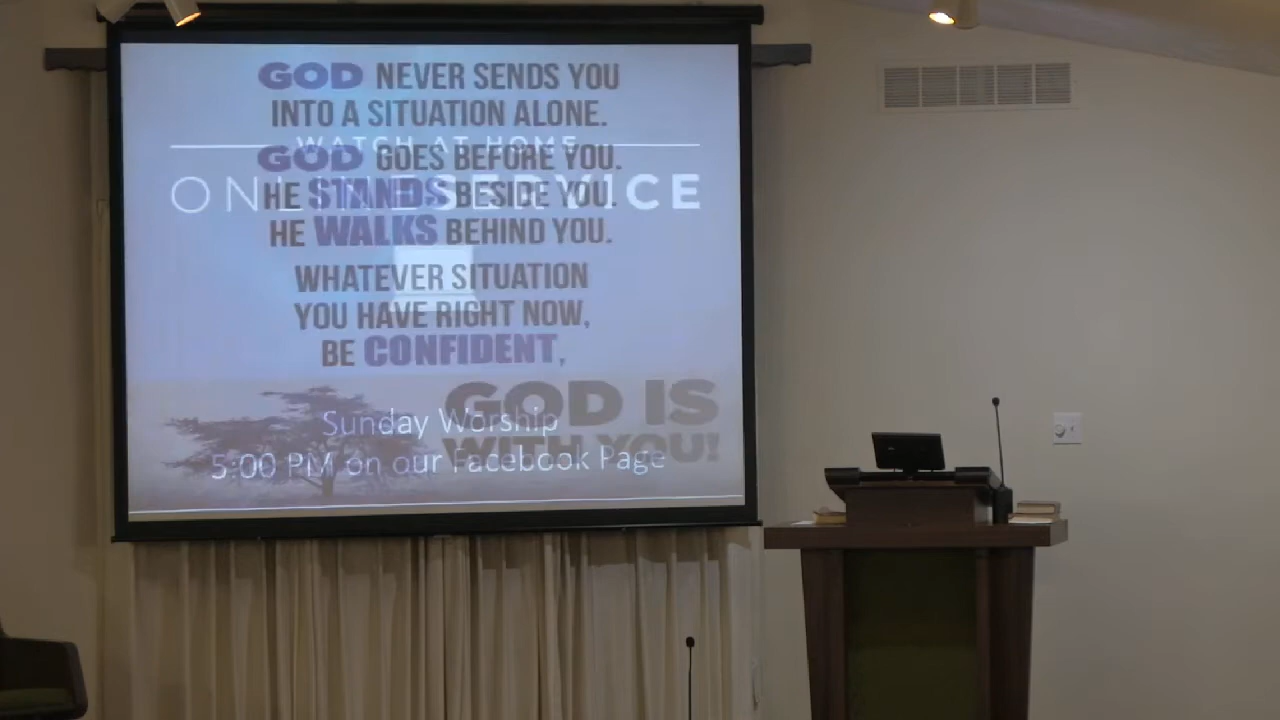 GOD NEVER SENDS YOU
INTO A SITUATION ALONE.
WATCH AT HOME
GOD GOES BEFORE YOU.
ONLINE SERVICE
HE STANDS BESIDE YOU.
HE WALKS BEHIND YOU.
WHATEVER SITUATION
YOU HAVE RIGHT NOW,
BE CONFIDENT,
GOD IS
WITH YOU!
Sunday Worship
5:00 PM on our Facebook Page